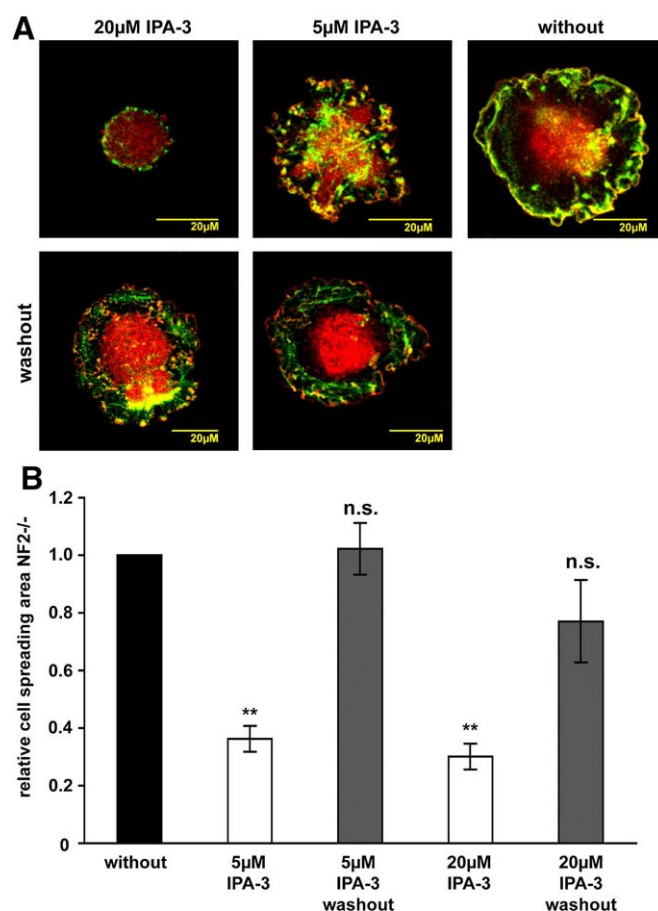 A
20µM IPA-3
5µM IPA-3
without
20µM
20µM
20µM
washout
20µM
20µM
B
relative cell spreading area NF2-/-
1.2
1.0
0.8
0.6
0.4
0.2
0
**
n.s.
**
n.s.
without
5µM
IPA-3
5µM
IPA-3
washout
20µM
IPA-3
20µM
IPA-3
washout